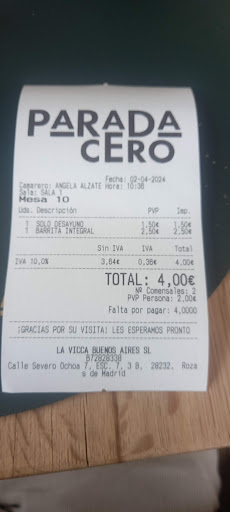 PARADA
CERO
Fecha: 02-04-2024
Camarero: ANGELA ALZATE Hora: 10:36
Sala: SALA 1
Mesa 10
Uds. Descripción PVP Imp.
1 SOLO DESAYUNO 1,50€ 1,50€
1 BARRITA INTEGRAL 2,50€ 2,50€
Sin IVA IVA Total
IVA 10,0% 3,64€ 0,36€ 4,00€
TOTAL: 4,00€
Nº Comensales: 2
PVP Persona: 2,00€
Falta por pagar: 4,0000
¡GRACIAS POR SU VISITA! LES ESPERAMOS PRONTO
LA VICCA BUENOS AIRES SL
B72828338
Calle Severo Ochoa 7, ESC. 7, 3 B, 28232, Roza
s de Madrid